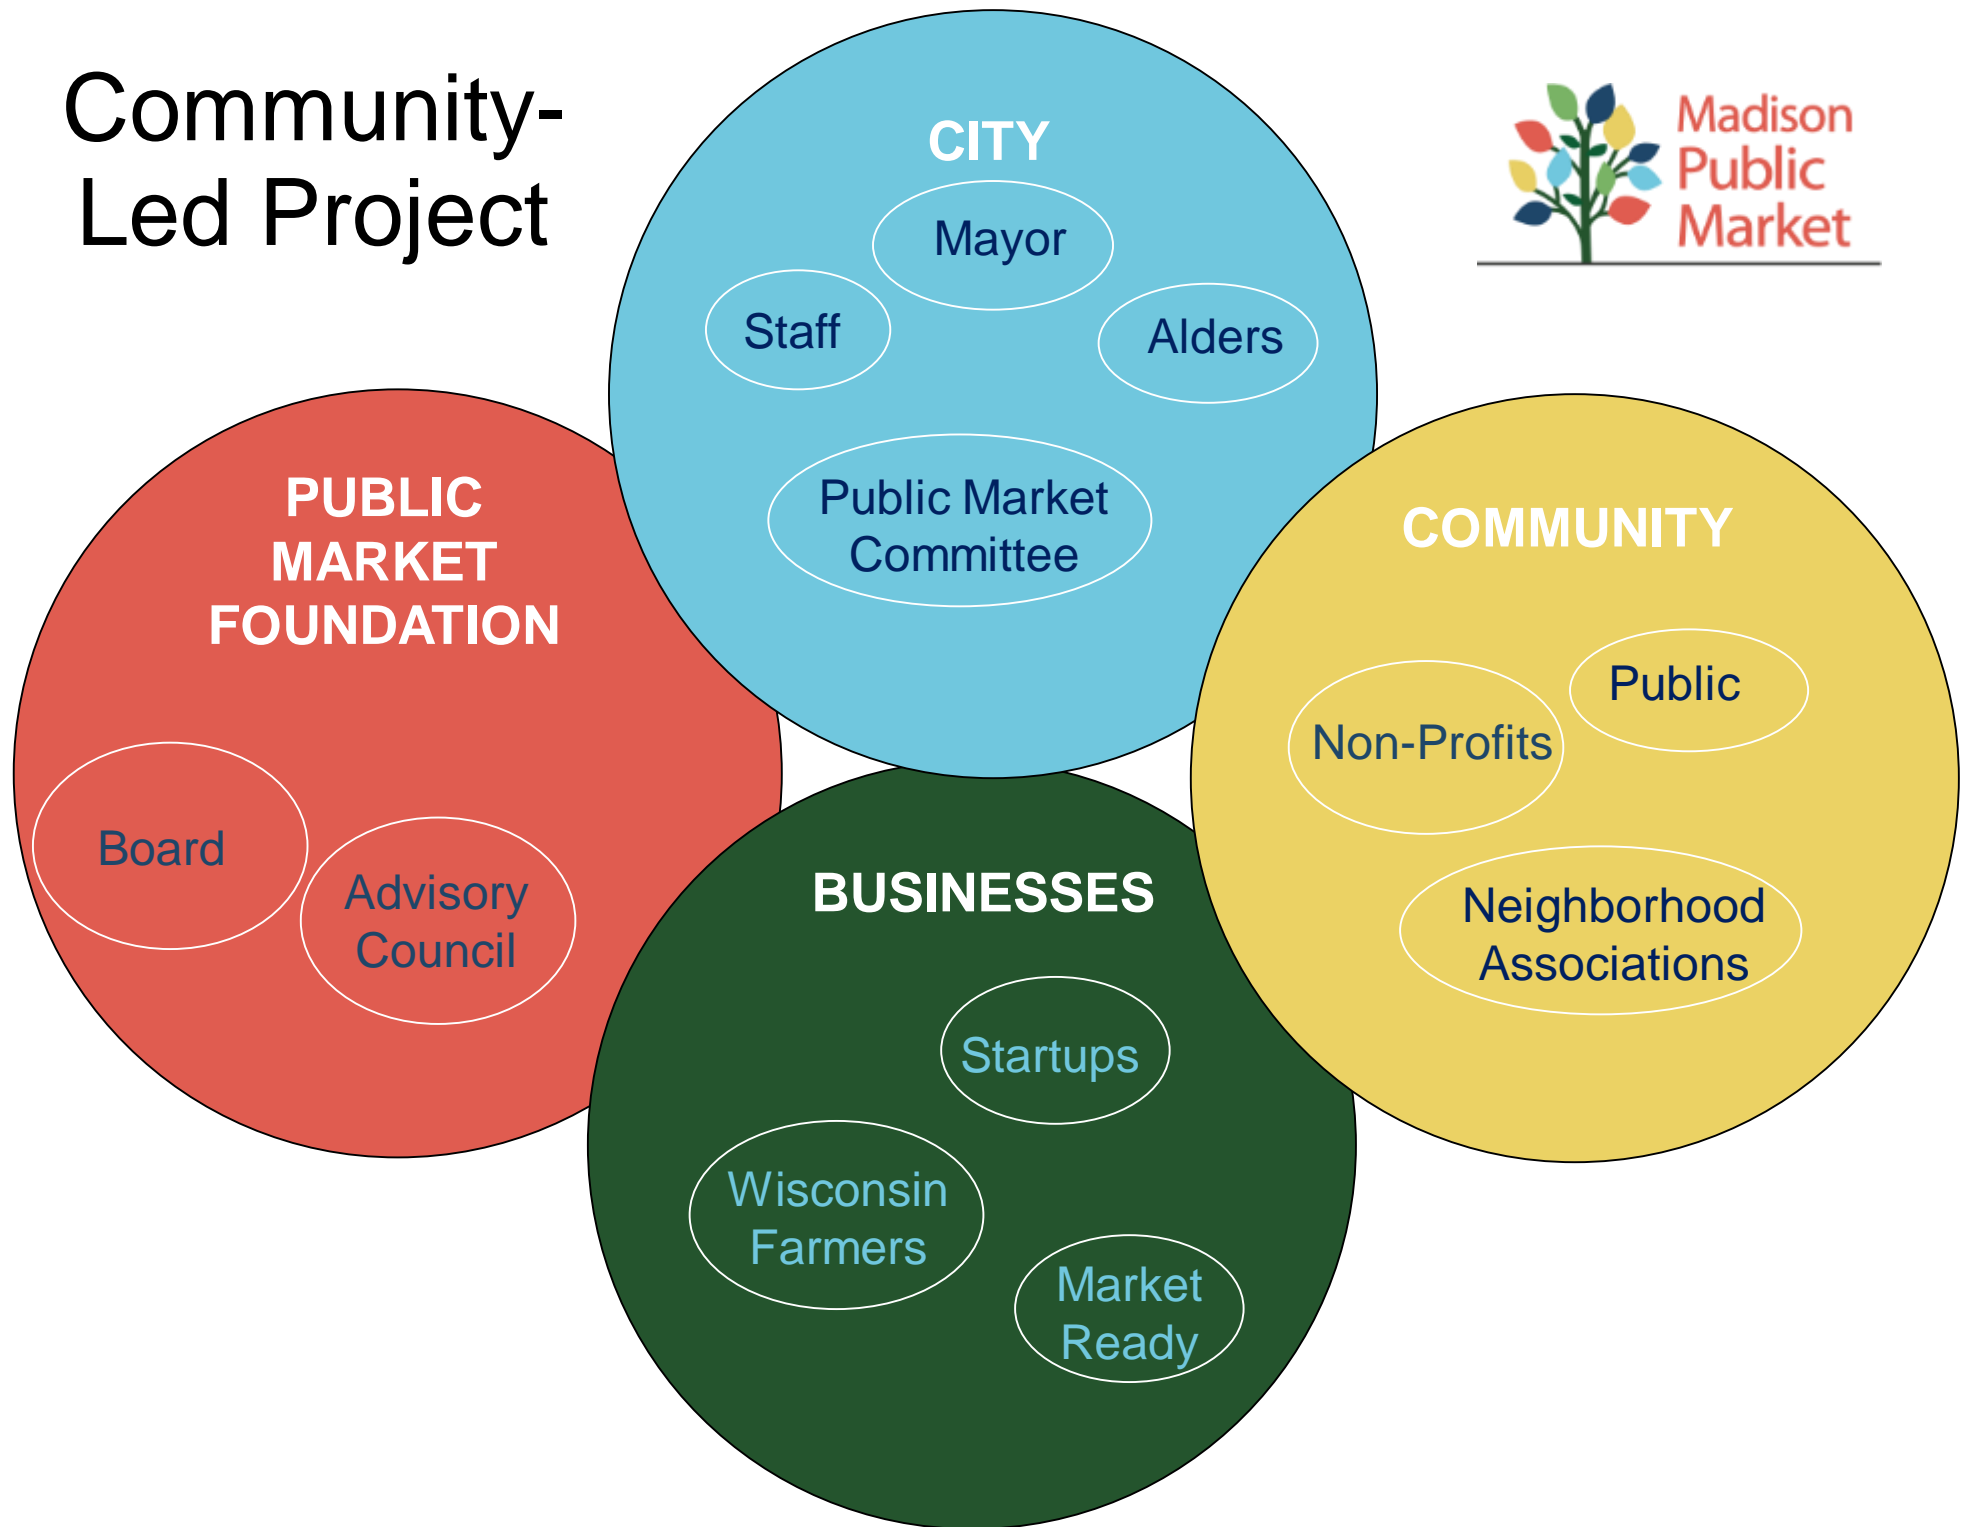 Community-
Led Project
Madison
Public
Market
CITY
Mayor
Staff
Alders
Public Market
Committee
PUBLIC
MARKET
FOUNDATION
Board
Advisory
Council
COMMUNITY
Public
Non-Profits
Neighborhood
Associations
BUSINESSES
Startups
Wisconsin
Farmers
Market
Ready